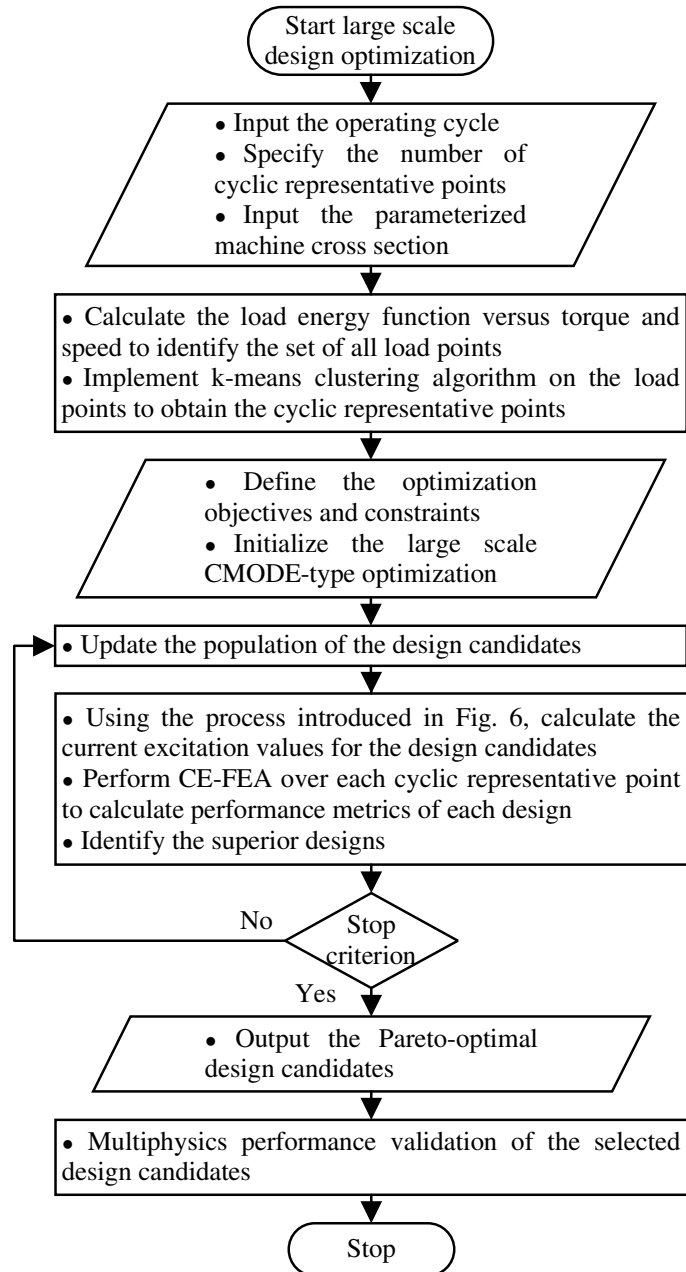 Start large scale
design optimization
• Input the operating cycle
• Specify the number of
cyclic representative points
• Input the parameterized
machine cross section
• Calculate the load energy function versus torque and
speed to identify the set of all load points
• Implement k-means clustering algorithm on the load
points to obtain the cyclic representative points
• Define the optimization
objectives and constraints
• Initialize the large scale
CMODE-type optimization
• Update the population of the design candidates
• Using the process introduced in Fig. 6, calculate the
current excitation values for the design candidates
• Perform CE-FEA over each cyclic representative point
to calculate performance metrics of each design
• Identify the superior designs
No
Stop
criterion
Yes
• Output the Pareto-optimal
design candidates
• Multiphysics performance validation of the selected
design candidates
Stop